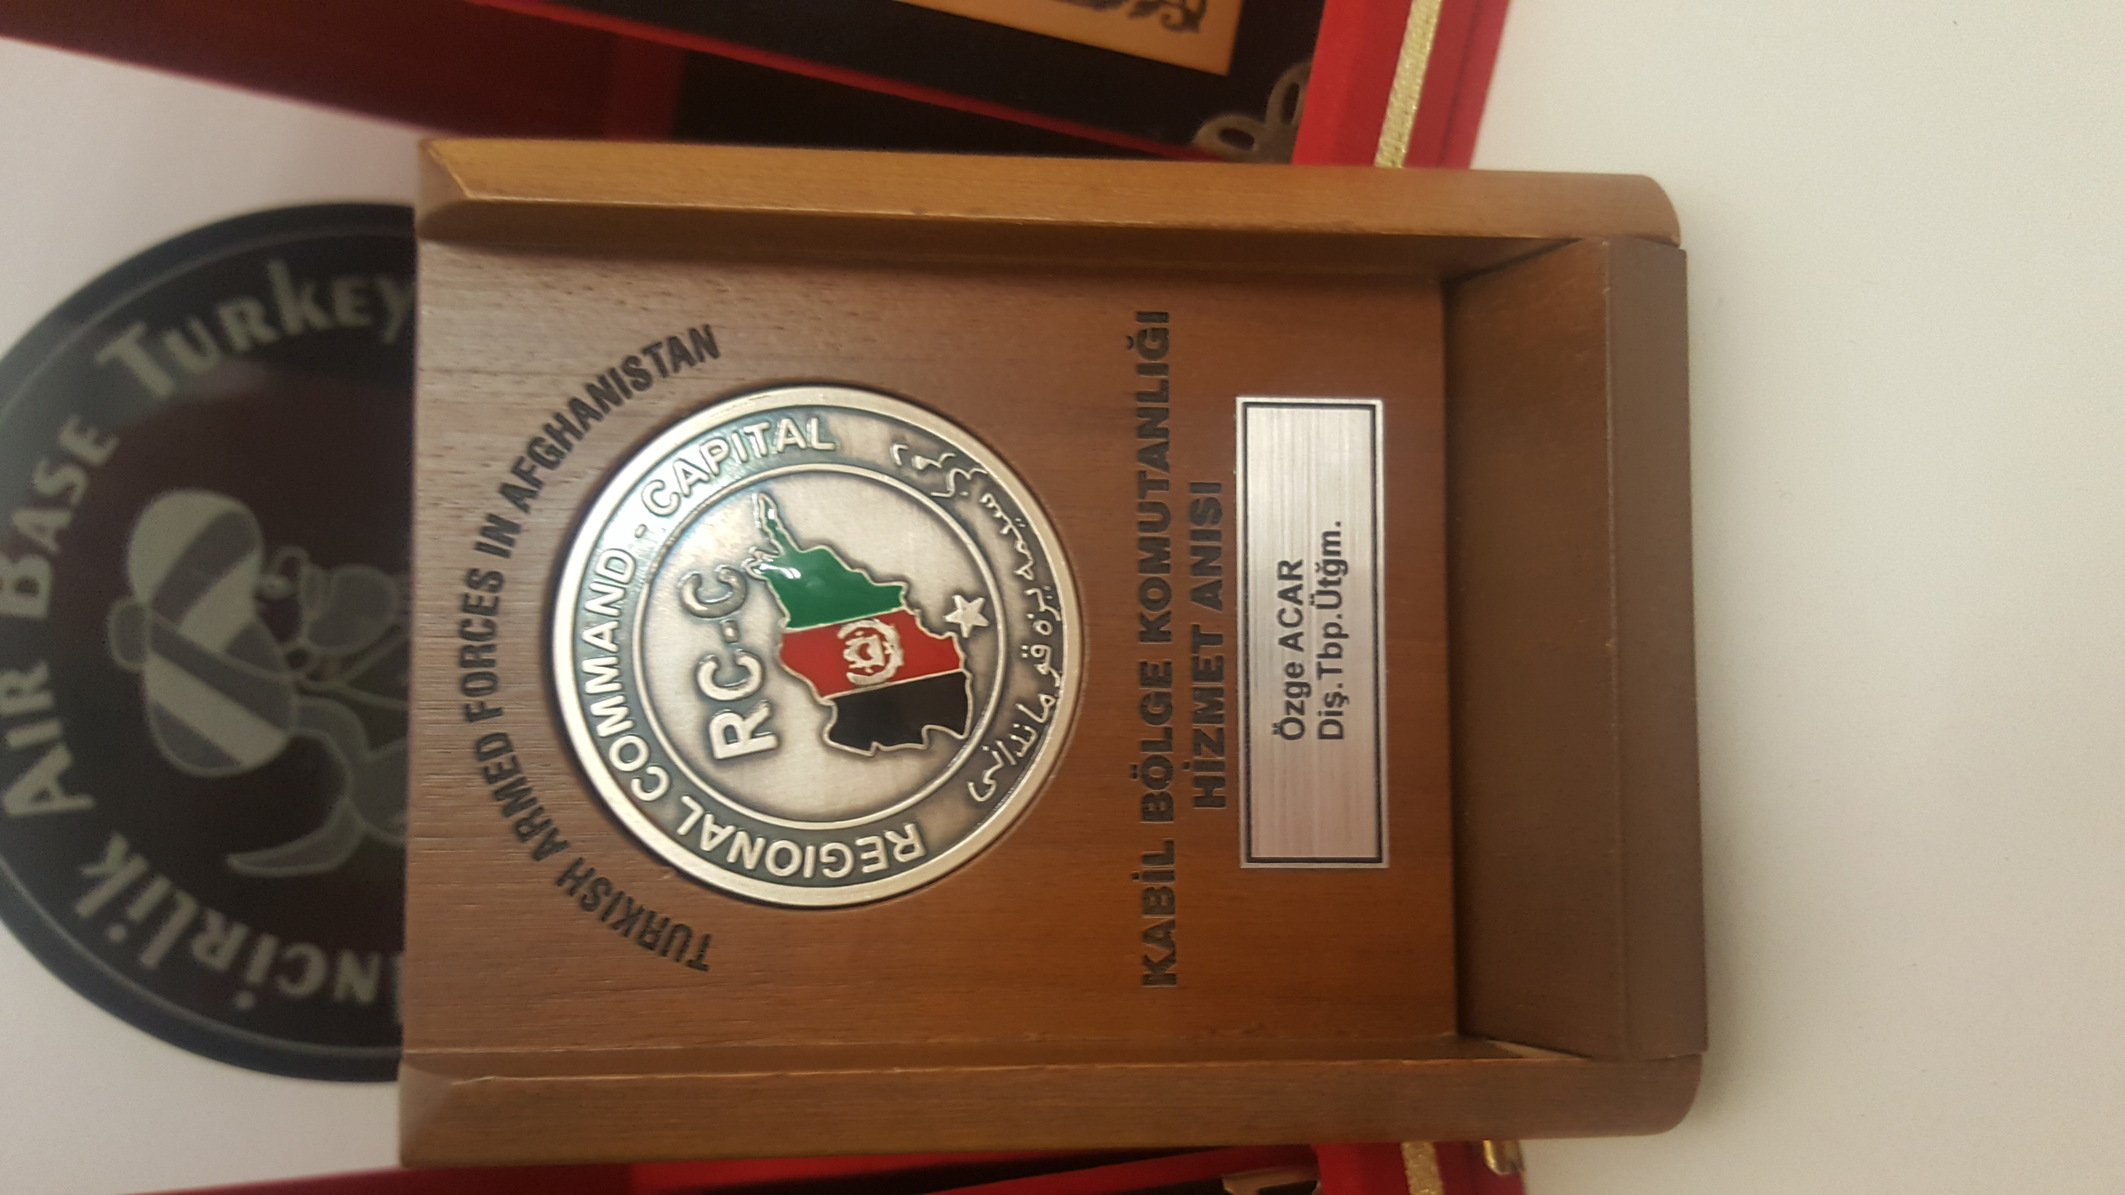 TURKISH ARMED FORCES IN AFGHANISTAN
REGIONAL COMMAND - CAPITAL
RC-C
KABİL BÖLGE KOMUTANLIĞI
HİZMET ANISI
Özge ACAR
Diş.Tbp.Ütğm.
AIR BASE TURKEY